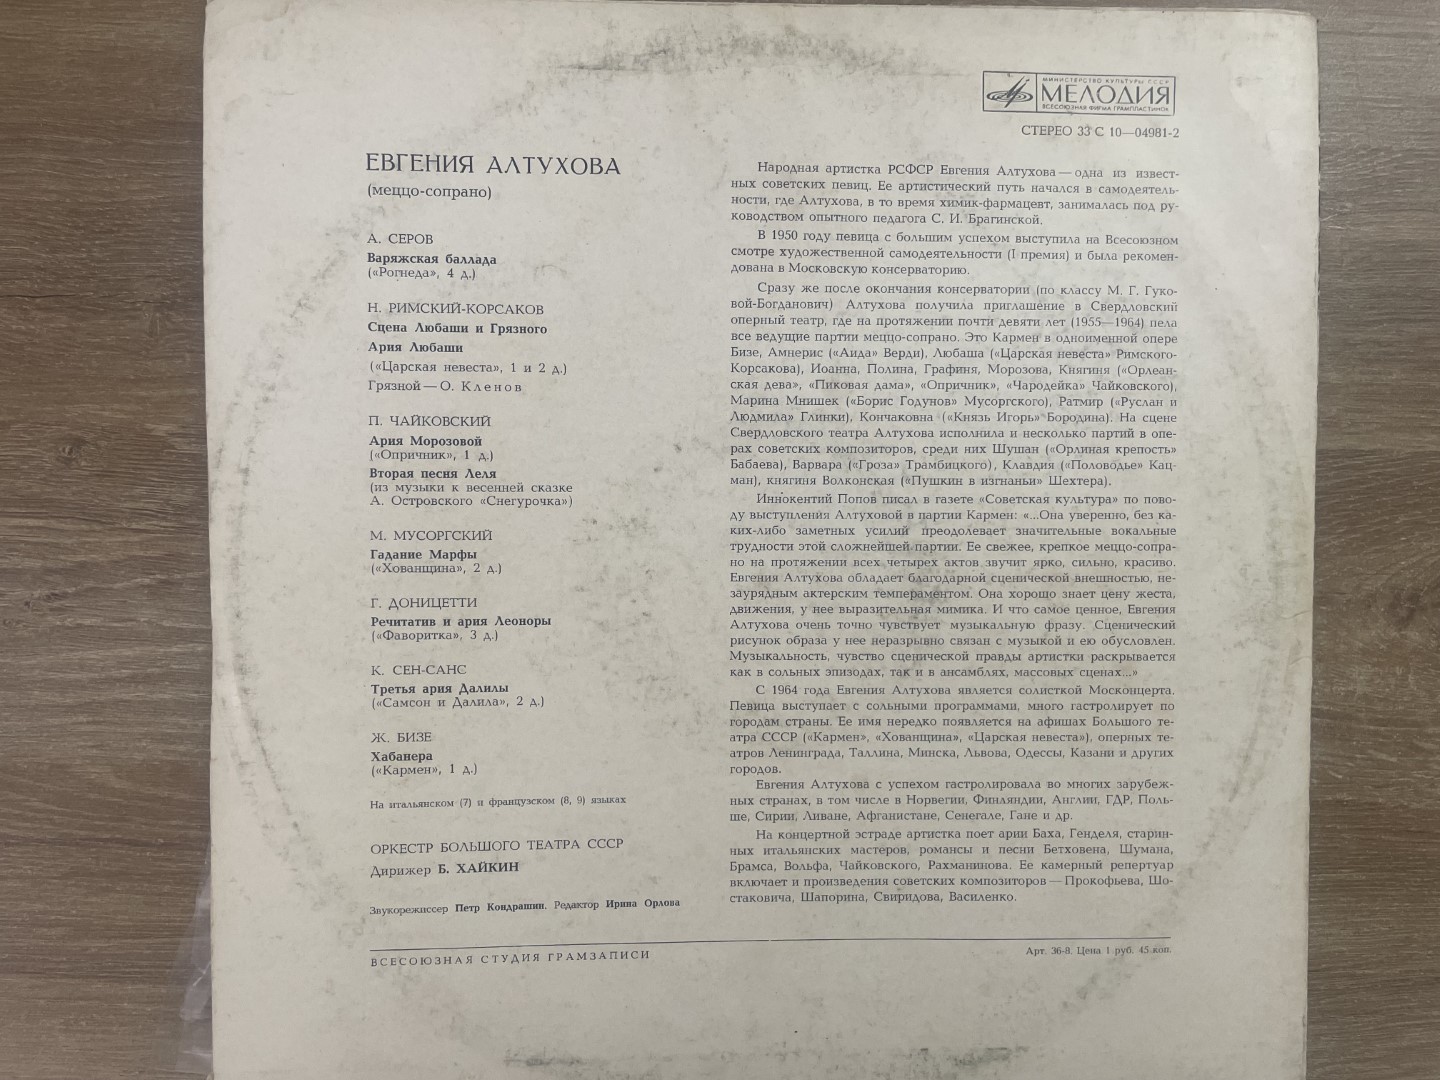 МИНИСТЕРСТВО КУЛЬТУРЫ СССР
МЕЛОДИЯ
ВСЕСОЮЗНАЯ ФИРМА ГРАМПЛАСТИНОК
СТЕРЕО 33 С 10—04981-2
ЕВГЕНИЯ АЛТУХОВА
(меццо-сопрано)
А. СЕРОВ
Варяжская баллада
(«Рогнеда», 4 д.)
Н. РИМСКИЙ-КОРСАКОВ
Сцена Любаши и Грязного
Ария Любаши
(«Царская невеста», 1 и 2 д.)
Грязной — О. Кленов
П. ЧАЙКОВСКИЙ
Ария Морозовой
(«Опричник», 1 д.)
Вторая песня Леля
(из музыки к весенней сказке
А. Островского «Снегурочка»)
М. МУСОРГСКИЙ
Гадание Марфы
(«Хованщина», 2 д.)
Г. ДОНИЦЕТТИ
Речитатив и ария Леоноры
(«Фаворитка», 3 д.)
К. СЕН-САНС
Третья ария Далилы
(«Самсон и Далила», 2 д.)
Ж. БИЗЕ
Хабанера
(«Кармен», 1 д.)
На итальянском (7) и французском (8, 9) языках
ОРКЕСТР БОЛЬШОГО ТЕАТРА СССР
Дирижер Б. ХАЙКИН
Звукорежиссер Петр Кондрашин. Редактор Ирина Орлова
Народная артистка РСФСР Евгения Алтухова — одна из извест-
ных советских певиц. Ее артистический путь начался в самодеятель-
ности, где Алтухова, в то время химик-фармацевт, занималась под ру-
ководством опытного педагога С. И. Брагинской.
В 1950 году певица с большим успехом выступила на Всесоюзном
смотре художественной самодеятельности (I премия) и была рекомен-
дована в Московскую консерваторию.
Сразу же после окончания консерватории (по классу М. Г. Гуко-
вой-Богданович) Алтухова получила приглашение в Свердловский
оперный театр, где на протяжении почти девяти лет (1955—1964) пела
все ведущие партии меццо-сопрано. Это Кармен в одноименной опере
Бизе, Амнерис («Аида» Верди), Любаша («Царская невеста» Римского-
Корсакова), Иоанна, Полина, Графиня, Морозова, Княгиня («Орлеан-
ская дева», «Пиковая дама», «Опричник», «Чародейка» Чайковского),
Марина Мнишек («Борис Годунов» Мусоргского), Ратмир («Руслан и
Людмила» Глинки), Кончаковна («Князь Игорь» Бородина). На сцене
Свердловского театра Алтухова исполнила и несколько партий в опе-
рах советских композиторов, среди них Шушан («Орлиная крепость»
Бабаева), Варвара («Гроза» Трамбицкого), Клавдия («Половодье» Кац-
ман), княгиня Волконская («Пушкин в изгнаньи» Шехтера).
Иннокентий Попов писал в газете «Советская культура» по пово-
ду выступления Алтуховой в партии Кармен: «...Она уверенно, без ка-
ких-либо заметных усилий преодолевает значительные вокальные
трудности этой сложнейшей партии. Ее свежее, крепкое меццо-сопра-
но на протяжении всех четырех актов звучит ярко, сильно, красиво.
Евгения Алтухова обладает благодарной сценической внешностью, не-
заурядным актерским темпераментом. Она хорошо знает цену жеста,
движения, у нее выразительная мимика. И что самое ценное, Евгения
Алтухова очень точно чувствует музыкальную фразу. Сценический
рисунок образа у нее неразрывно связан с музыкой и ею обусловлен.
Музыкальность, чувство сценической правды артистки раскрывается
как в сольных эпизодах, так и в ансамблях, массовых сценах...»
С 1964 года Евгения Алтухова является солисткой Москонцерта.
Певица выступает с сольными программами, много гастролирует по
городам страны. Ее имя нередко появляется на афишах Большого те-
атра СССР («Кармен», «Хованщина», «Царская невеста»), оперных те-
атров Ленинграда, Таллина, Минска, Львова, Одессы, Казани и других
городов.
Евгения Алтухова с успехом гастролировала во многих зарубеж-
ных странах, в том числе в Норвегии, Финляндии, Англии, ГДР, Поль-
ше, Сирии, Ливане, Афганистане, Сенегале, Гане и др.
На концертной эстраде артистка поет арии Баха, Генделя, старин-
ных итальянских мастеров, романсы и песни Бетховена, Шумана,
Брамса, Вольфа, Чайковского, Рахманинова. Ее камерный репертуар
включает и произведения советских композиторов — Прокофьева, Шо-
стаковича, Шапорина, Свиридова, Василенко.
ВСЕСОЮЗНАЯ СТУДИЯ ГРАМЗАПИСИ
Арт. 36-8. Цена 1 руб. 45 коп.